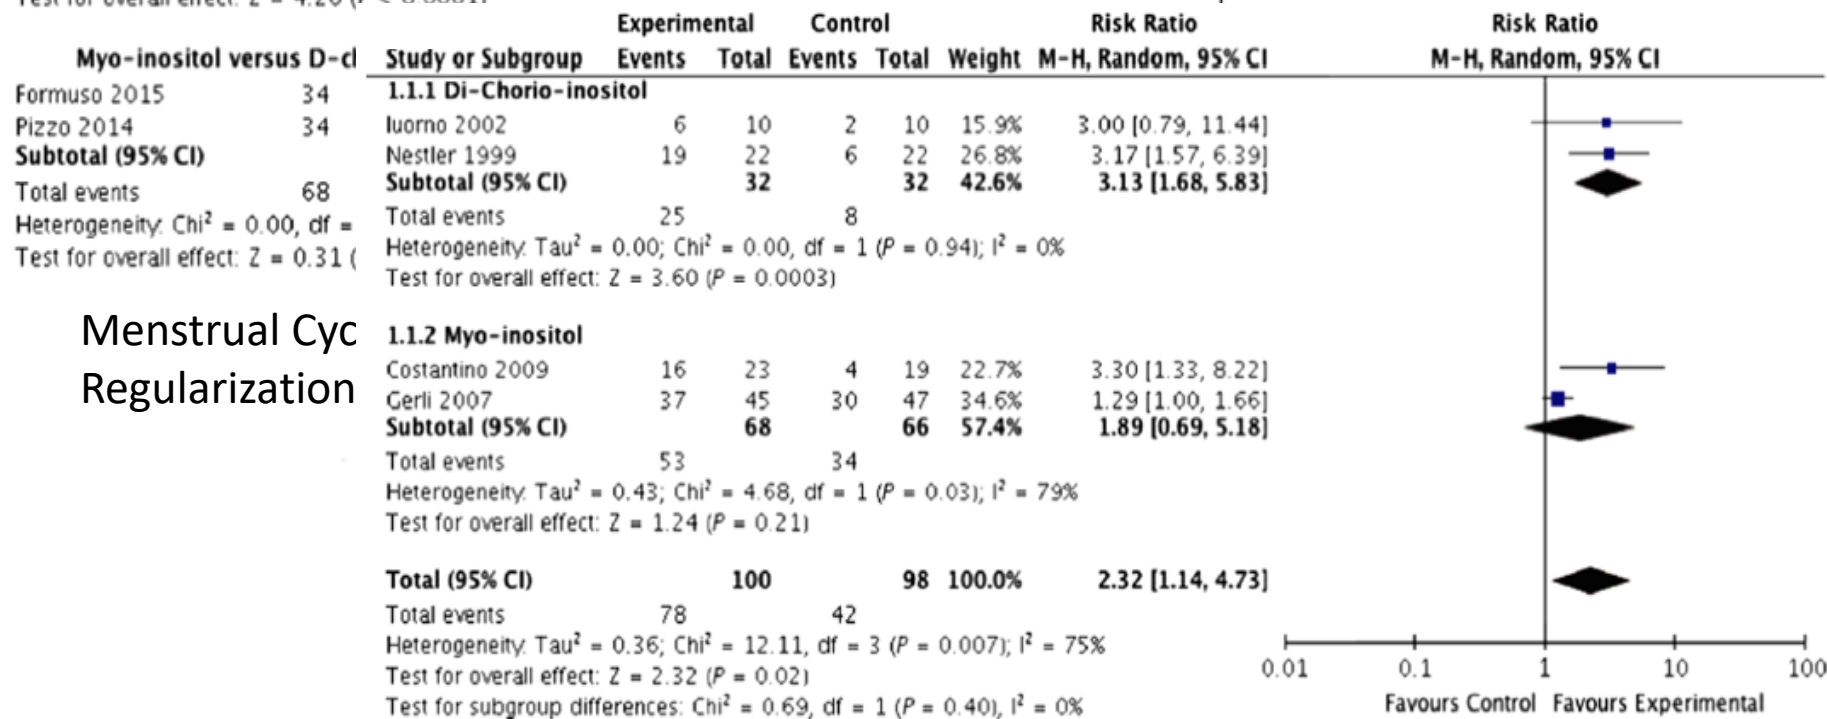 Experimental Control Risk Ratio Risk Ratio
Study or Subgroup Events Total Events Total Weight M-H, Random, 95% CI M-H, Random, 95% CI
1.1.1 Di-Chorio-inositol
Iuorno 2002 6 10 2 10 15.9% 3.00 [0.79, 11.44]
Nestler 1999 19 22 6 22 26.8% 3.17 [1.57, 6.39]
Subtotal (95% CI) 32 32 42.6% 3.13 [1.68, 5.83]
Total events 25 8
Heterogeneity: Tau² = 0.00; Chi² = 0.00, df = 1 (P = 0.94); I² = 0%
Test for overall effect: Z = 3.60 (P = 0.0003)
1.1.2 Myo-inositol
Costantino 2009 16 23 4 19 22.7% 3.30 [1.33, 8.22]
Gerli 2007 37 45 30 47 34.6% 1.29 [1.00, 1.66]
Subtotal (95% CI) 68 66 57.4% 1.89 [0.69, 5.18]
Total events 53 34
Heterogeneity: Tau² = 0.43; Chi² = 4.68, df = 1 (P = 0.03); I² = 79%
Test for overall effect: Z = 1.24 (P = 0.21)
Total (95% CI) 100 98 100.0% 2.32 [1.14, 4.73]
Total events 78 42
Heterogeneity: Tau² = 0.36; Chi² = 12.11, df = 3 (P = 0.007); I² = 75%
Test for overall effect: Z = 2.32 (P = 0.02)
Test for subgroup differences: Chi² = 0.69, df = 1 (P = 0.40), I² = 0%
0.01 0.1 1 10 100
Favours Control Favours Experimental
Myo-inositol versus D-cl
Formuso 2015 34
Pizzo 2014 34
Subtotal (95% CI)
Total events 68
Heterogeneity: Chi² = 0.00, df =
Test for overall effect: Z = 0.31 (
Menstrual Cyc
Regularization